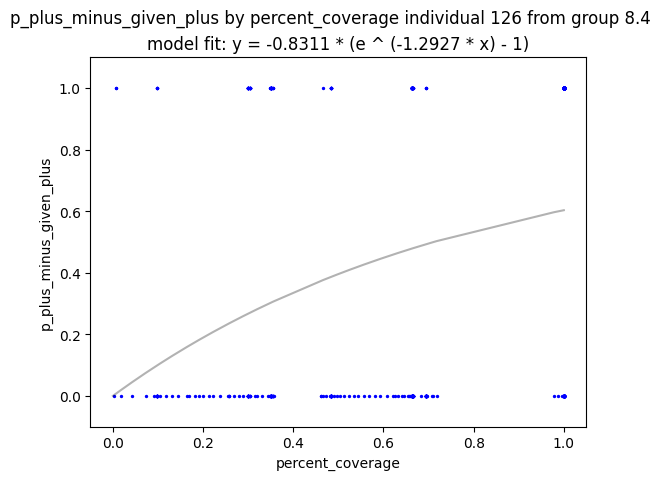 p_plus_minus_given_plus by percent_coverage individual 126 from group 8.4
model fit: y = -0.8311 * (e ^ (-1.2927 * x) - 1)
1.0
0.8
0.6
0.4
0.2
0.0
p_plus_minus_given_plus
0.0 0.2 0.4 0.6 0.8 1.0
percent_coverage